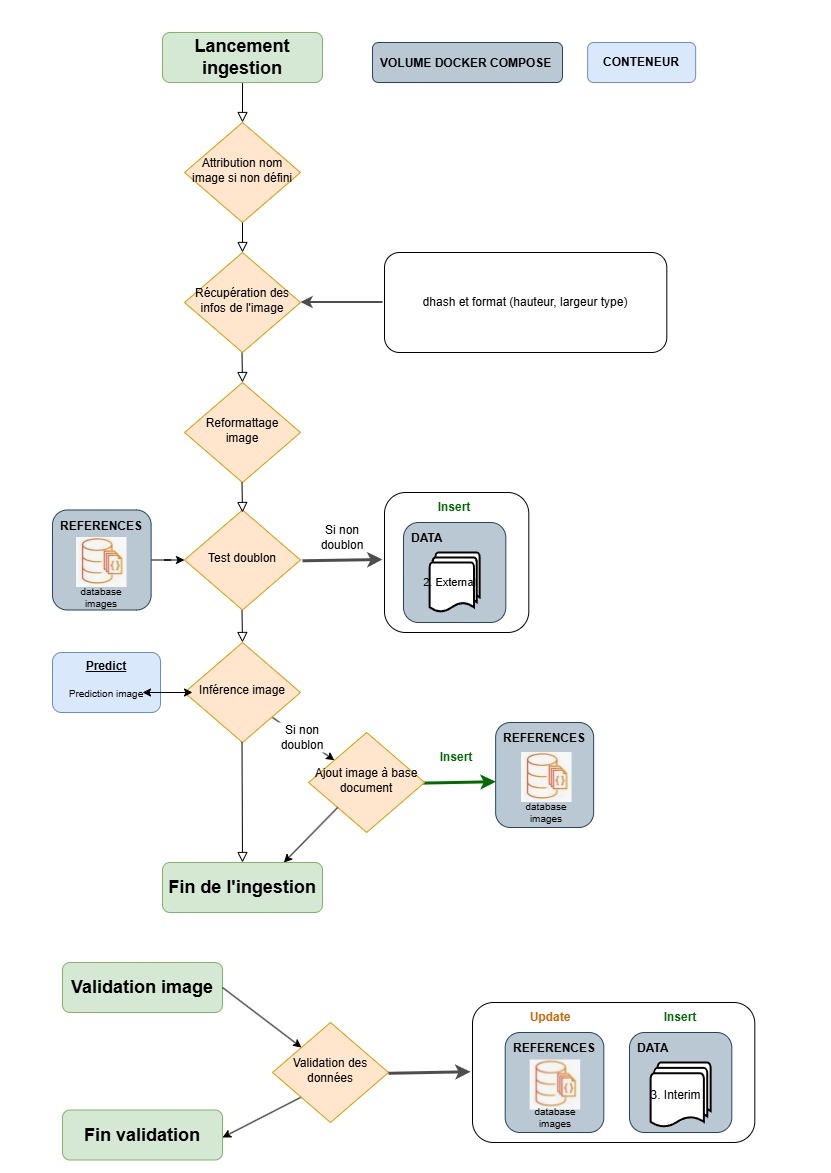 Lancement
ingestion
VOLUME DOCKER COMPOSE
CONTENEUR
Attribution nom
image si non défini
Récupération des
infos de l'image
dhash et format (hauteur, largeur type)
Reformattage
image
REFERENCES
database
images
Test doublon
Si non
doublon
Insert
DATA
2. External
Predict
Prediction image
Inférence image
Si non
doublon
Ajout image à base
document
Insert
REFERENCES
database
images
Fin de l'ingestion
Validation image
Validation des
données
Update
REFERENCES
database
images
Insert
DATA
3. Interim
Fin validation